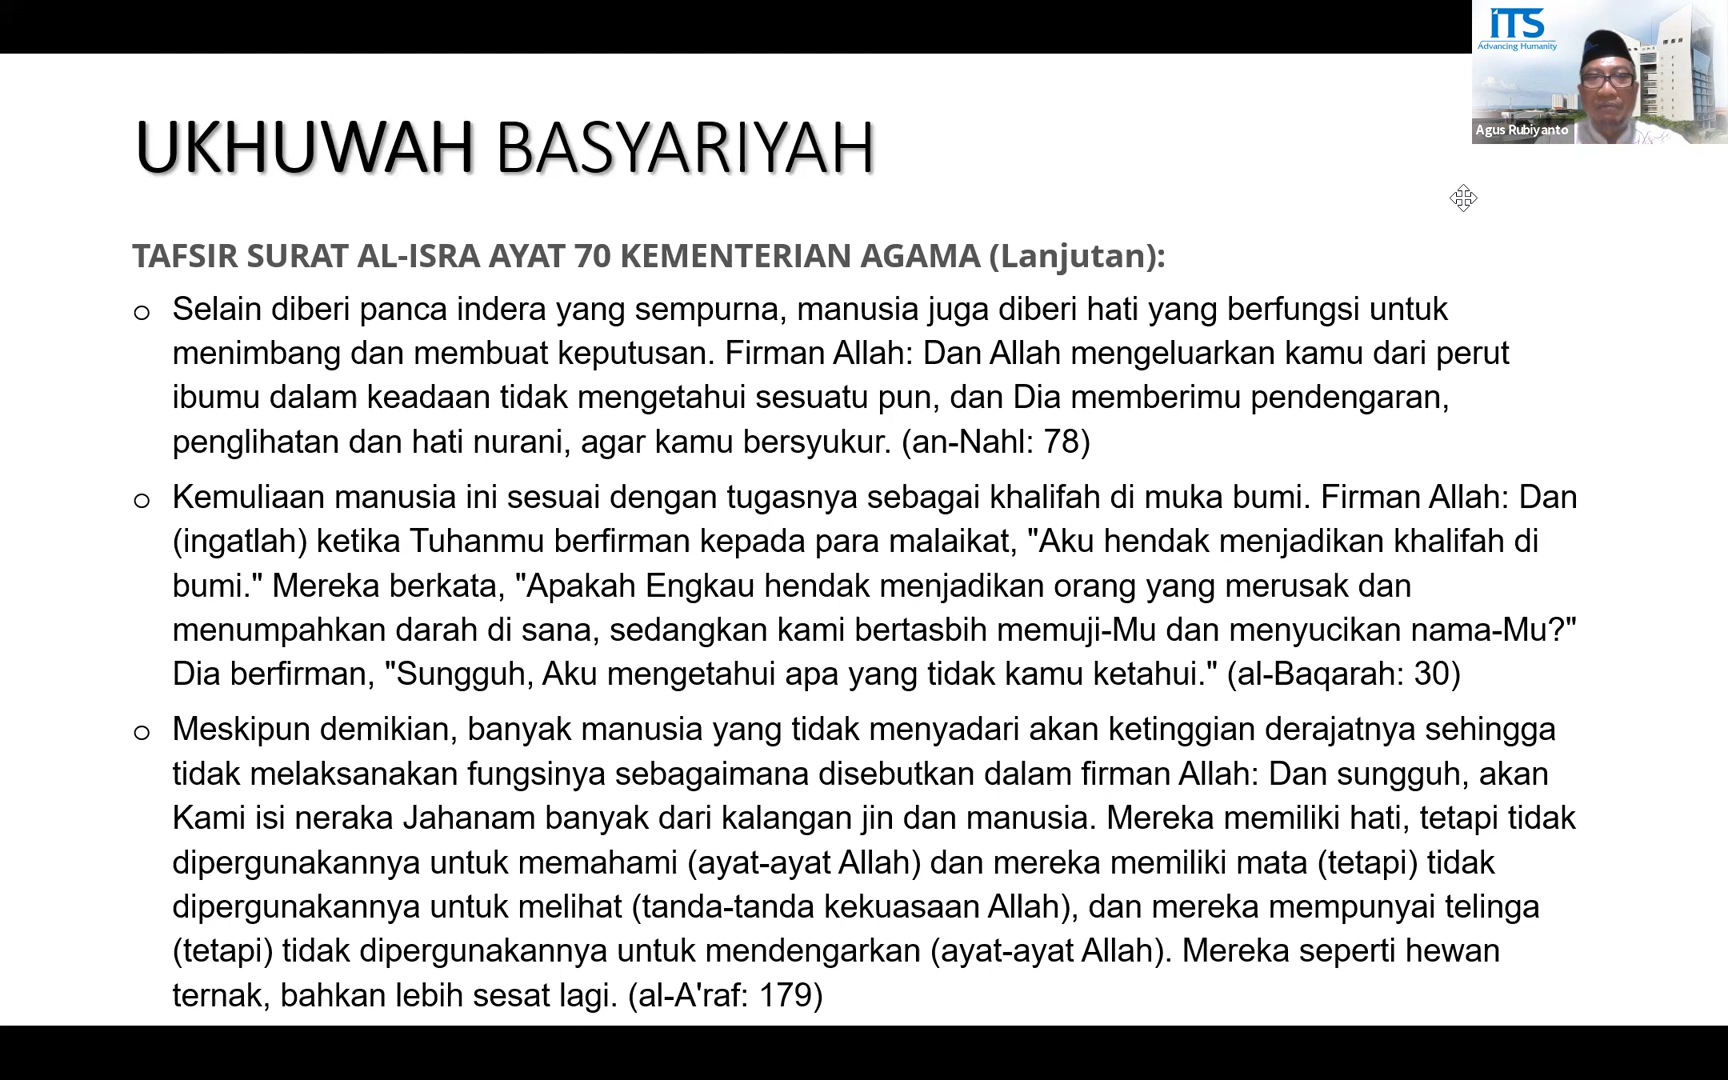 ITS
Advancing Humanity
Agus Rubiyanto
UKHUWAH BASYARIYAH
TAFSIR SURAT AL-ISRA AYAT 70 KEMENTERIAN AGAMA (Lanjutan):
o Selain diberi panca indera yang sempurna, manusia juga diberi hati yang berfungsi untuk
menimbang dan membuat keputusan. Firman Allah: Dan Allah mengeluarkan kamu dari perut
ibumu dalam keadaan tidak mengetahui sesuatu pun, dan Dia memberimu pendengaran,
penglihatan dan hati nurani, agar kamu bersyukur. (an-Nahl: 78)
o Kemuliaan manusia ini sesuai dengan tugasnya sebagai khalifah di muka bumi. Firman Allah: Dan
(ingatlah) ketika Tuhanmu berfirman kepada para malaikat, "Aku hendak menjadikan khalifah di
bumi." Mereka berkata, "Apakah Engkau hendak menjadikan orang yang merusak dan
menumpahkan darah di sana, sedangkan kami bertasbih memuji-Mu dan menyucikan nama-Mu?"
Dia berfirman, "Sungguh, Aku mengetahui apa yang tidak kamu ketahui." (al-Baqarah: 30)
o Meskipun demikian, banyak manusia yang tidak menyadari akan ketinggian derajatnya sehingga
tidak melaksanakan fungsinya sebagaimana disebutkan dalam firman Allah: Dan sungguh, akan
Kami isi neraka Jahanam banyak dari kalangan jin dan manusia. Mereka memiliki hati, tetapi tidak
dipergunakannya untuk memahami (ayat-ayat Allah) dan mereka memiliki mata (tetapi) tidak
dipergunakannya untuk melihat (tanda-tanda kekuasaan Allah), dan mereka mempunyai telinga
(tetapi) tidak dipergunakannya untuk mendengarkan (ayat-ayat Allah). Mereka seperti hewan
ternak, bahkan lebih sesat lagi. (al-A'raf: 179)